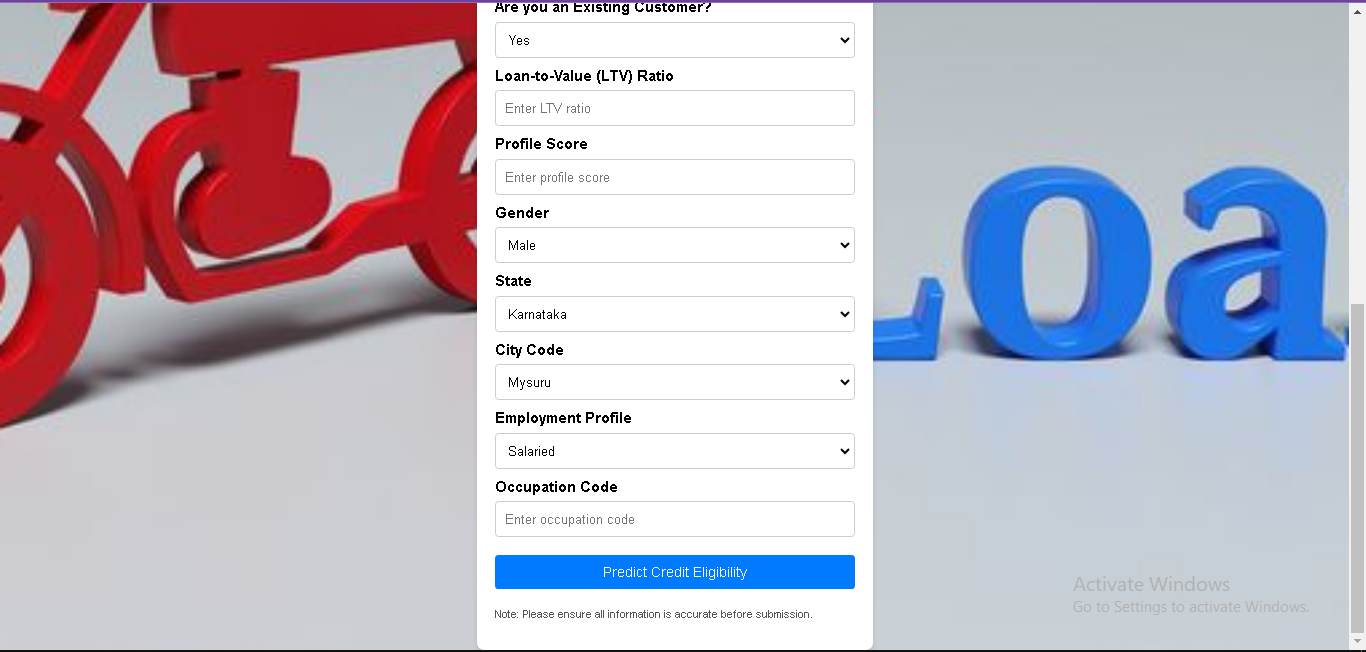 Are you an Existing Customer?
Yes
Loan-to-Value (LTV) Ratio
Enter LTV ratio
Profile Score
Enter profile score
Gender
Male
State
Karnataka
City Code
Mysuru
Employment Profile
Salaried
Occupation Code
Enter occupation code
Predict Credit Eligibility
Note: Please ensure all information is accurate before submission.
Loa
Activate Windows
Go to Settings to activate Windows.